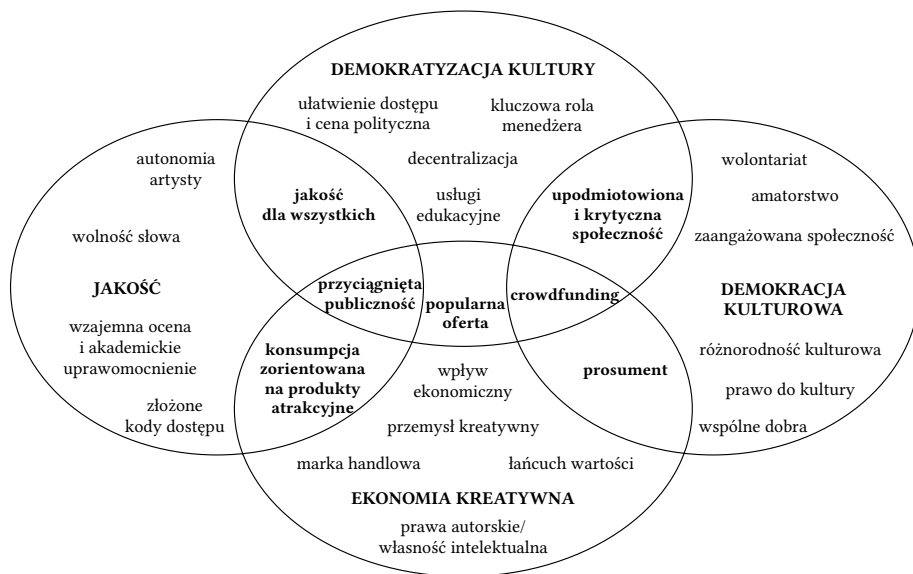 DEMOKRATYZACJA KULTURY
ułatwienie dostępu
i cena polityczna
kluczowa rola
menedżera
decentralizacja
usługi
edukacyjne
autonomia
artysty
jakość
dla wszystkich
upodmiotowiona
i krytyczna
społeczność
wolontariat
amatorstwo
zaangażowana społeczność
wolność słowa
JAKOŚĆ
wzajemna ocena
i akademickie
uprawomocnienie
złożone
kody dostępu
przyciągnięta
publiczność
popularna
oferta
crowdfunding
DEMOKRACJA
KULTUROWA
różnorodność kulturowa
prawo do kultury
wspólne dobra
konsumpcja
zorientowana
na produkty
atrakcyjne
wpływ
ekonomiczny
prosument
przemysł kreatywny
marka handlowa
łańcuch wartości
EKONOMIA KREATYWNA
prawa autorskie/
własność intelektualna